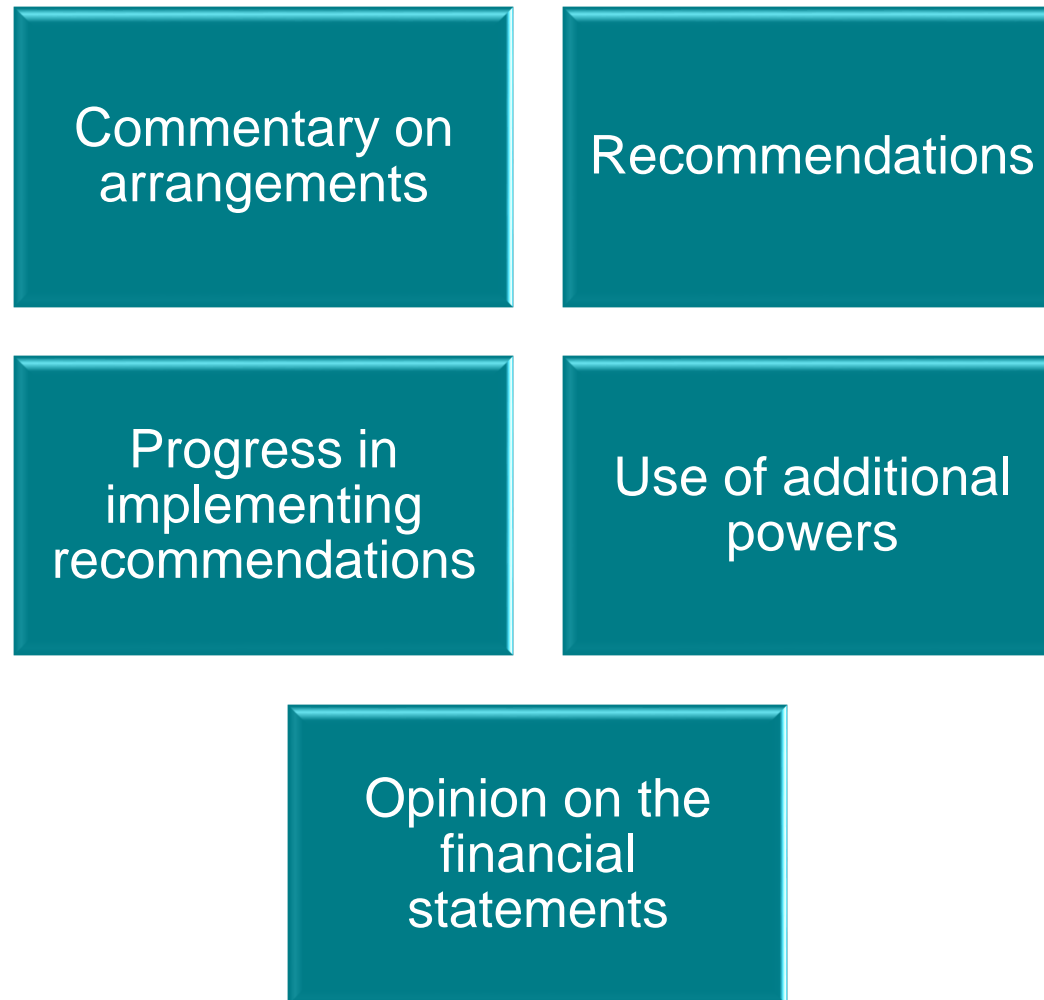 Commentary on
arrangements
Recommendations
Progress in
implementing
recommendations
Use of additional
powers
Opinion on the
financial
statements